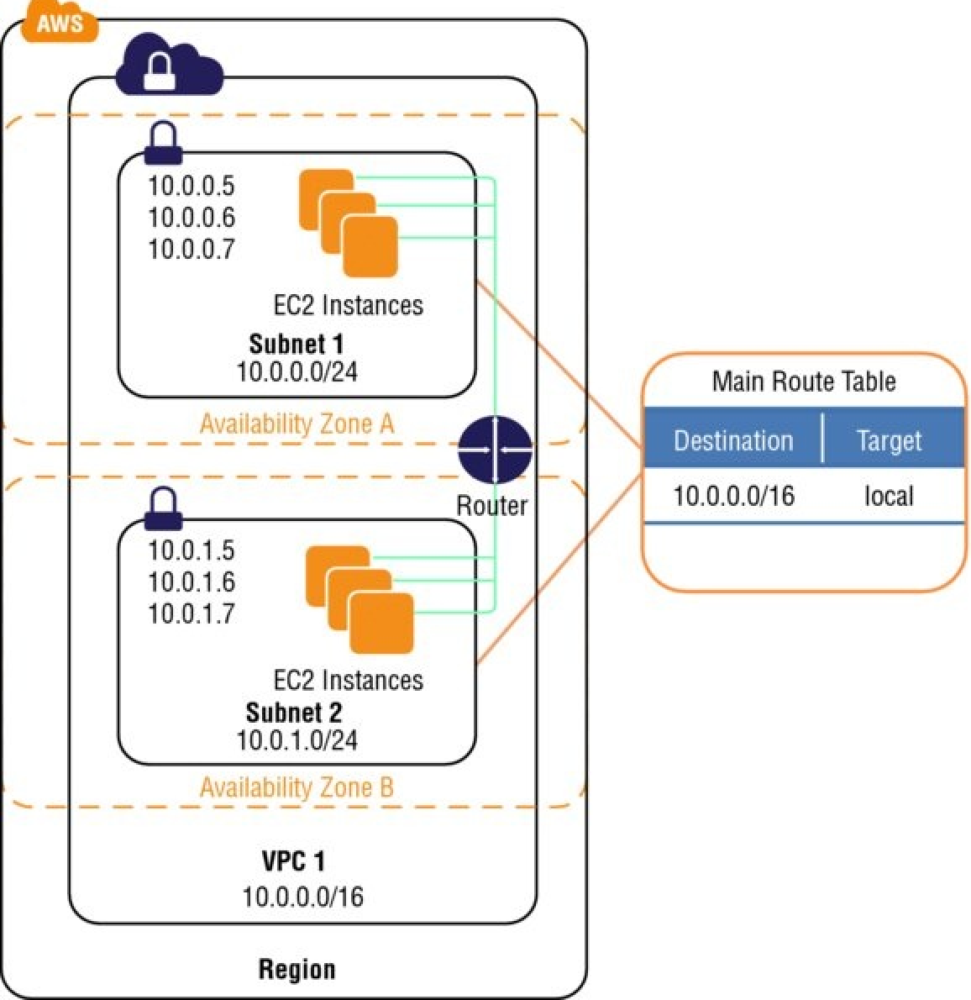 AWS
10.0.0.5
10.0.0.6
10.0.0.7
EC2 Instances
Subnet 1
10.0.0.0/24
Availability Zone A
Router
10.0.1.5
10.0.1.6
10.0.1.7
EC2 Instances
Subnet 2
10.0.1.0/24
Availability Zone B
VPC 1
10.0.0.0/16
Region
Main Route Table
Destination Target
10.0.0.0/16 local